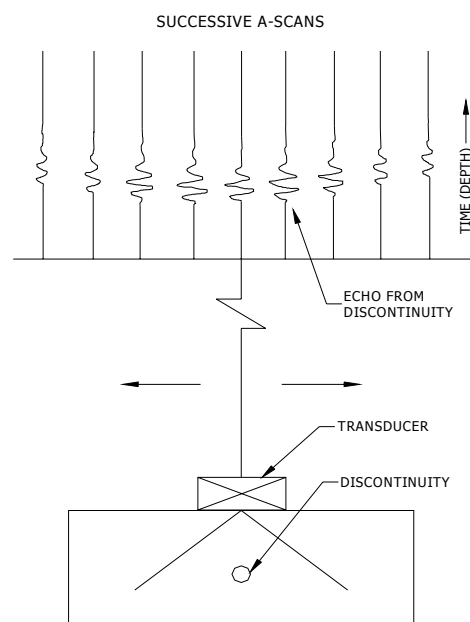 SUCCESSIVE A-SCANS
TIME (DEPTH)
ECHO FROM
DISCONTINUITY
TRANSDUCER
DISCONTINUITY